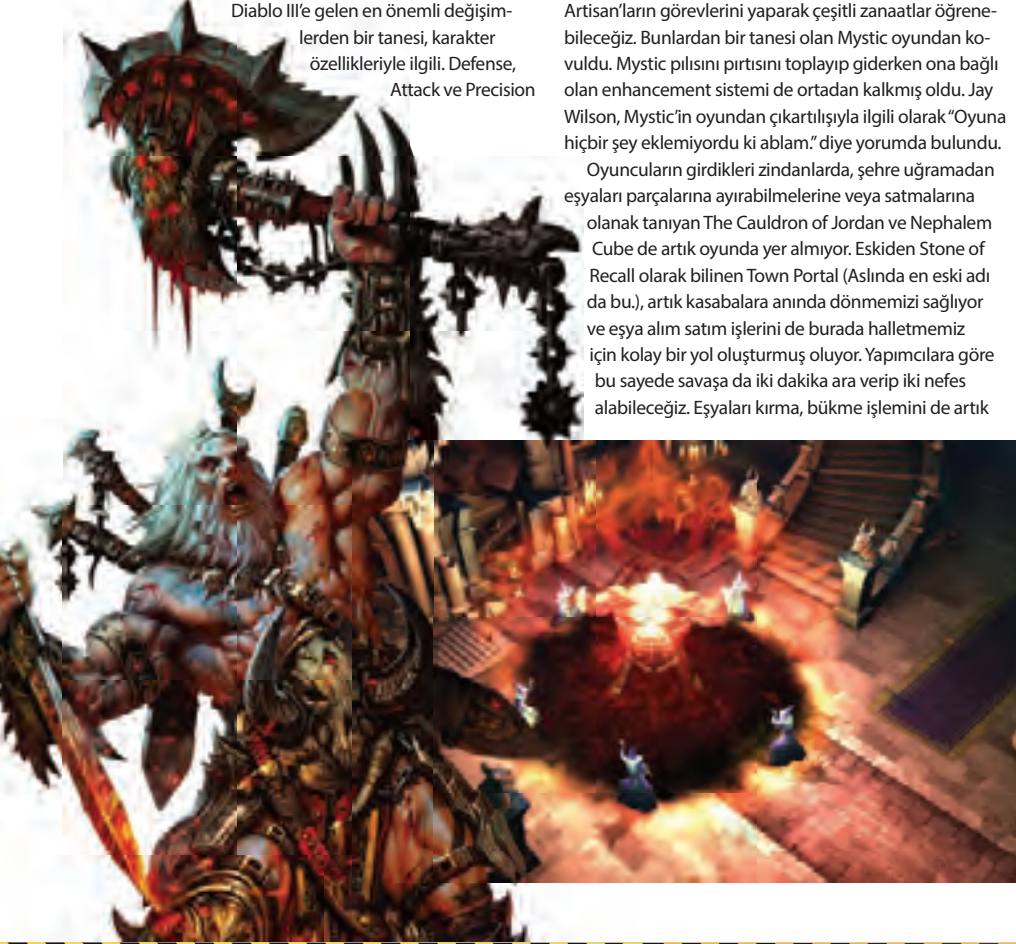 Diablo III'e gelen en önemli değişim-
lerden bir tanesi, karakter
özellikleriyle ilgili. Defense,
Attack ve Precision
Artisan'ların görevlerini yaparak çeşitli zanaatlar öğrene-
bileceğiz. Bunlardan bir tanesi olan Mystic oyundan ko-
vuldu. Mystic pılısını pırtısını toplayıp giderken ona bağlı
olan enhancement sistemi de ortadan kalkmış oldu. Jay
Wilson, Mystic'in oyundan çıkartılışıyla ilgili olarak "Oyuna
hiçbir şey eklemiyordu ki ablam." diye yorumda bulundu.
Oyuncuların girdikleri zindanlarda, şehre uğramadan
eşyaları parçalarına ayırabilmelerine veya satmalarına
olanak tanıyan The Cauldron of Jordan ve Nephalem
Cube de artık oyunda yer almıyor. Eskiden Stone of
Recall olarak bilinen Town Portal (Aslında en eski adı
da bu.), artık kasabalara anında dönmemizi sağlıyor
ve eşya alım satım işlerini de burada halletmemiz
için kolay bir yol oluşturmuş oluyor. Yapımcılara göre
bu sayede savaşa da iki dakika ara verip iki nefes
alabileceğiz. Eşyaları kırma, bükme işlemini de artık